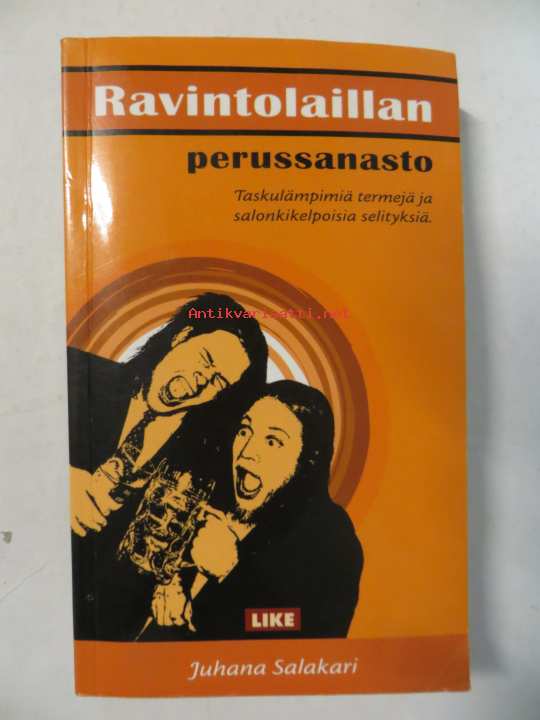 Ravintolaillan
perussanasto
Taskulämpimiä termejä ja
salonkikelpoisia selityksiä.
Antikvariaatti.net
LIKE
Juhana Salakari